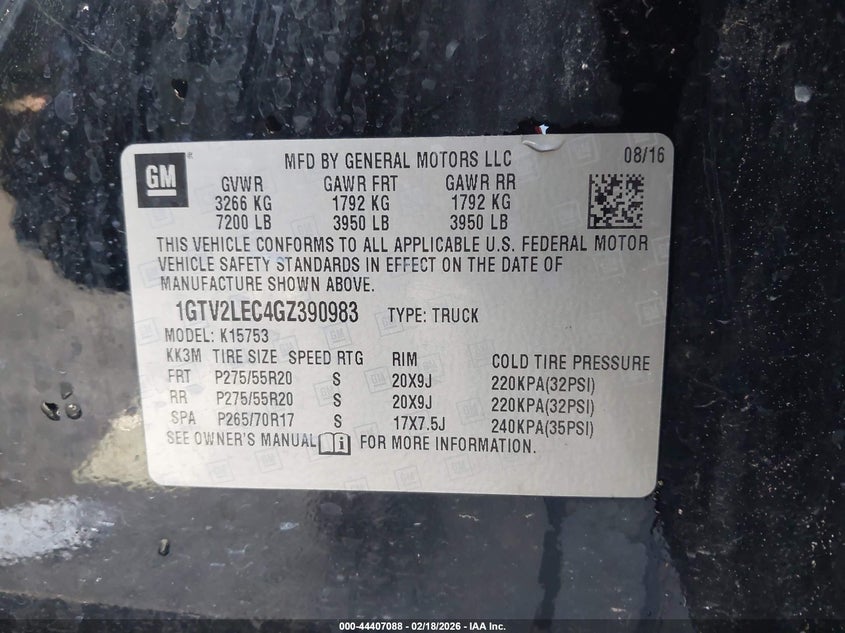 GM
®
MFD BY GENERAL MOTORS LLC 08/16
GVWR GAWR FRT GAWR RR
3266 KG 1792 KG 1792 KG
7200 LB 3950 LB 3950 LB
THIS VEHICLE CONFORMS TO ALL APPLICABLE U.S. FEDERAL MOTOR
VEHICLE SAFETY STANDARDS IN EFFECT ON THE DATE OF
MANUFACTURE SHOWN ABOVE.
1GTV2LEC4GZ390983 TYPE: TRUCK
MODEL: K15753
KK3M TIRE SIZE SPEED RTG RIM COLD TIRE PRESSURE
FRT P275/55R20 S 20X9J 220KPA(32PSI)
RR P275/55R20 S 20X9J 220KPA(32PSI)
SPA P265/70R17 S 17X7.5J 240KPA(35PSI)
SEE OWNER'S MANUAL i FOR MORE INFORMATION.
000-44407088 - 02/18/2026 - IAA Inc.